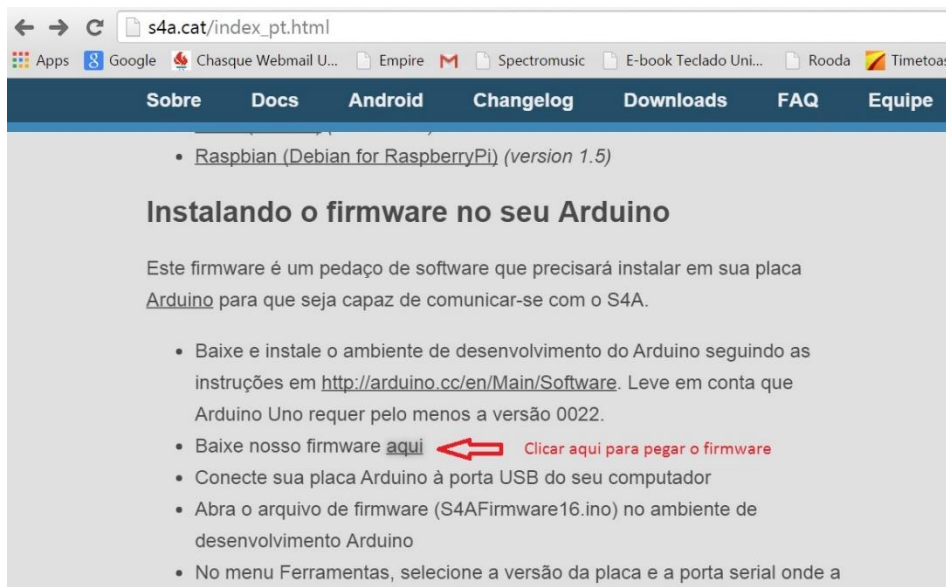 s4a.cat/index_pt.html
Apps Google Chasque Webmail U... Empire Spectromusic E-book Teclado Uni... Rooda Timetoas
Sobre Docs Android Changelog Downloads FAQ Equipe
Raspbian (Debian for RaspberryPi) (version 1.5)
Instalando o firmware no seu Arduino
Este firmware é um pedaço de software que precisará instalar em sua placa
Arduino para que seja capaz de comunicar-se com o S4A.
Baixe e instale o ambiente de desenvolvimento do Arduino seguindo as
instruções em http://arduino.cc/en/Main/Software. Leve em conta que
Arduino Uno requer pelo menos a versão 0022.
Baixe nosso firmware aqui Clicar aqui para pegar o firmware
Conecte sua placa Arduino à porta USB do seu computador
Abra o arquivo de firmware (S4AFirmware16.ino) no ambiente de
desenvolvimento Arduino
No menu Ferramentas, selecione a versão da placa e a porta serial onde a